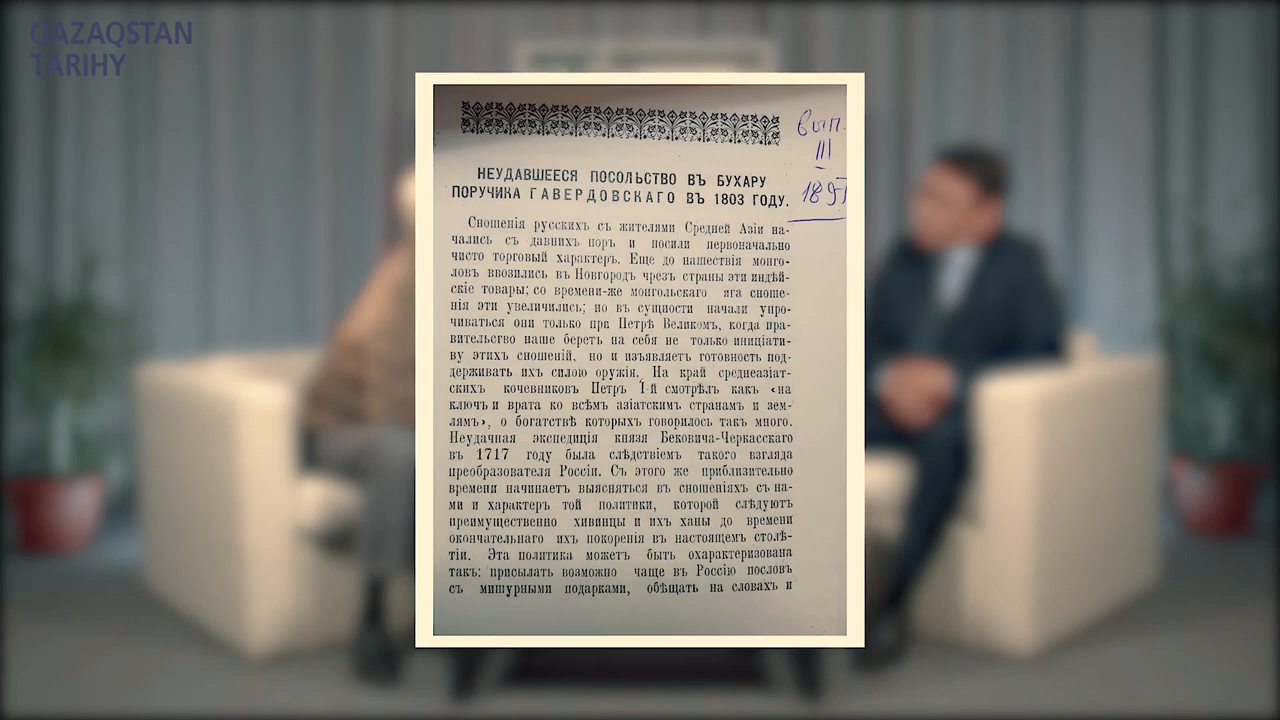 QAZAQSTAN
TARIHY
вып.
III
НЕУДАВШЕЕСЯ ПОСОЛЬСТВО ВЪ БУХАРУ
ПОРУЧИКА ГАВЕРДОВСКАГО ВЪ 1803 ГОДУ.
Сношенія русскихъ съ жителями Средней Азіи на-
чались съ давнихъ поръ и носили первоначально
чисто торговый характеръ. Еще до нашествія монго-
ловъ ввозились въ Новгородъ чрезъ страны эти индѣй-
скіе товары; со времени-же монгольскаго ига сноше-
нія эти увеличились; но въ сущности начали упро-
чиваться они только при Петрѣ Великомъ, когда пра-
вительство наше беретъ на себя не только инициати-
ву этихъ сношеній, но и изъявляетъ готовность под-
держивать ихъ силою оружія. На край среднеазіат-
скихъ кочевниковъ Петръ I-й смотрѣлъ какъ «на
ключъ и врата ко всѣмъ азіатскимъ странамъ и зем-
лямъ», о богатствѣ которыхъ говорилось такъ много.
Неудачная экспедиція князя Бековича-Черкасскаго
въ 1717 году была слѣдствіемъ такого взгляда
преобразователя Россіи. Съ этого же приблизительно
времени начинаетъ выясняться въ сношеніяхъ съ на-
ми и характеръ той политики, которой слѣдуютъ
преимущественно хивинцы и ихъ ханы до времени
окончательнаго ихъ покоренія въ настоящемъ столѣ-
тіи. Эта политика можетъ быть охарактеризована
такъ: присылать возможно чаще въ Россію пословъ
съ мишурными подарками, обѣщать на словахъ и